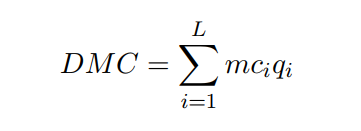 $DMC = \sum_{i=1}^{L} mc_i q_i$